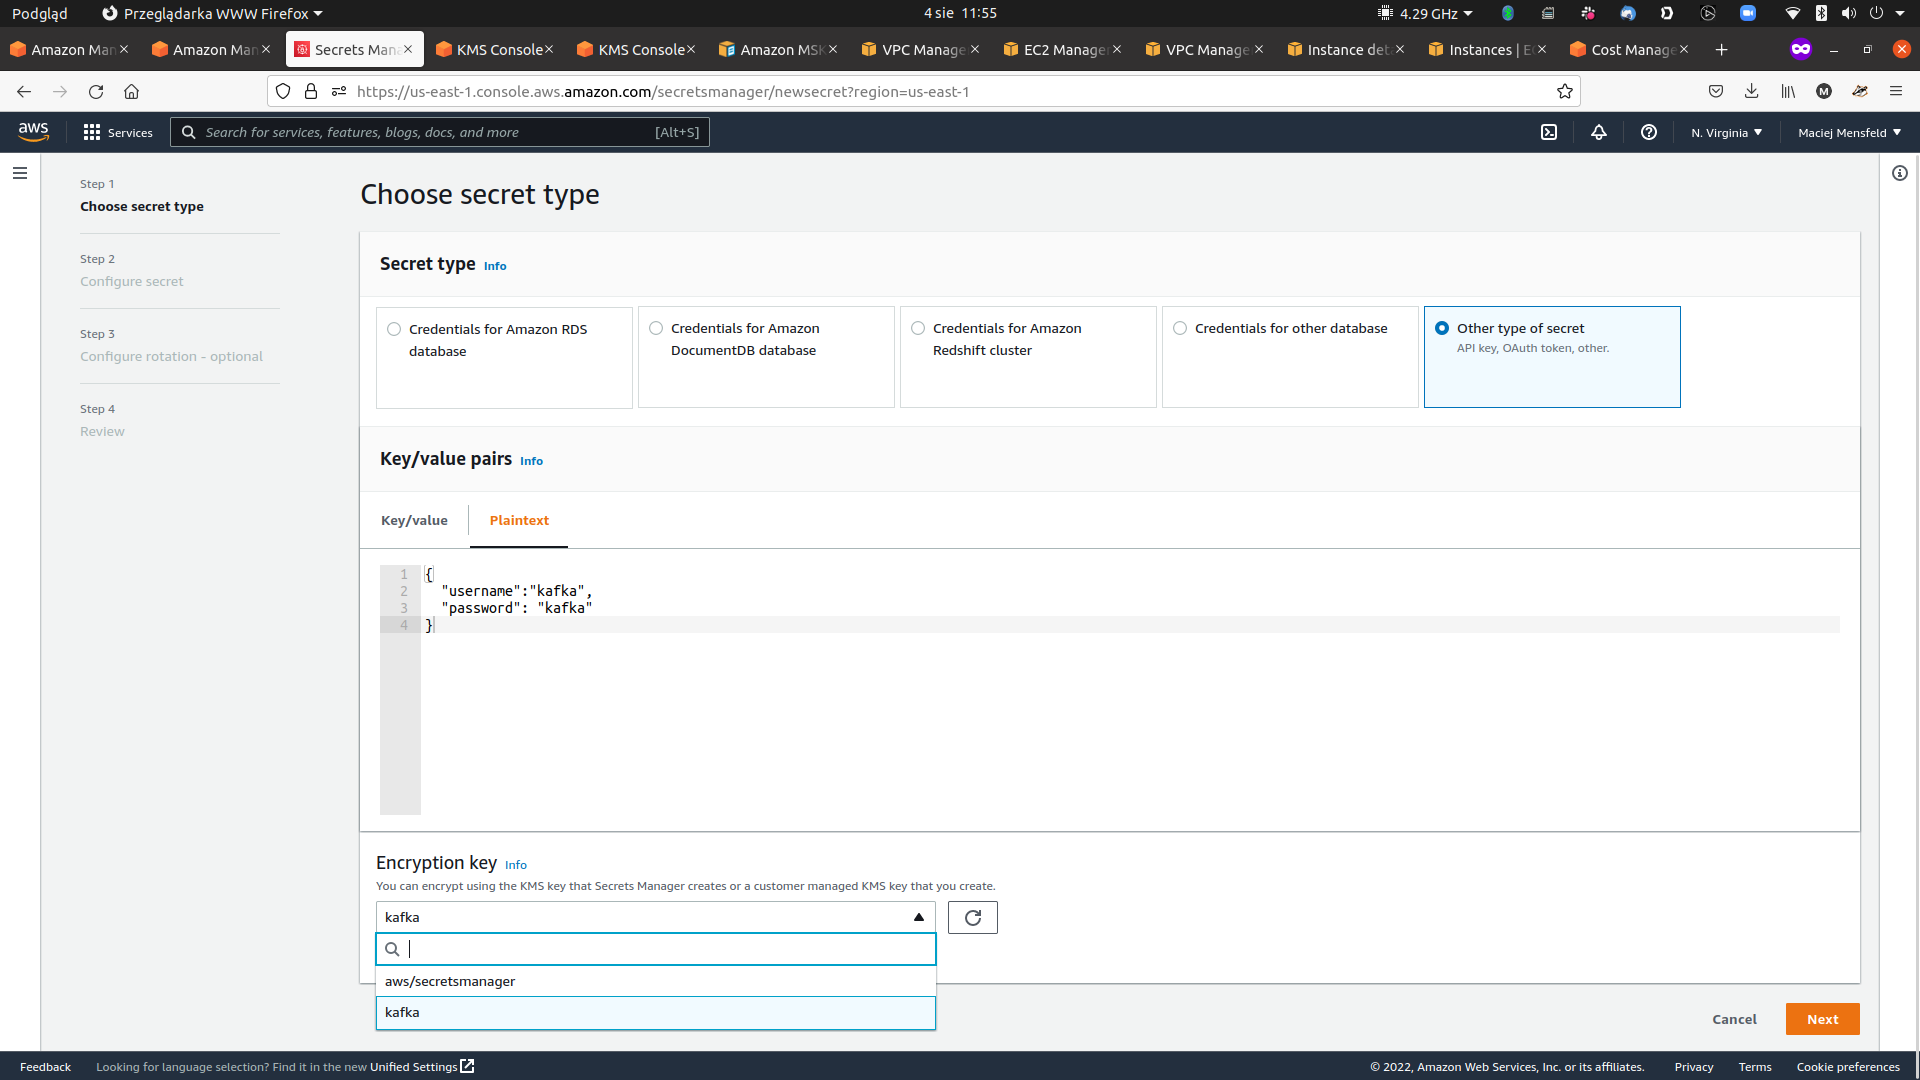 Podgląd
Przeglądarka WWW Firefox
4 sie 11:55
4.29 GHz
Amazon Man
Amazon Man
Secrets Mana
KMS Console
KMS Console
Amazon MSK
VPC Manage
EC2 Manager
VPC Manage
Instance det
Instances | EC
Cost Manage
https://us-east-1.console.aws.amazon.com/secretsmanager/newsecret?region=us-east-1
M
aws
Services
Search for services, features, blogs, docs, and more
[Alt+S]
N. Virginia
Maciej Mensfeld
Step 1
Choose secret type
Step 2
Configure secret
Step 3
Configure rotation - optional
Step 4
Review
Choose secret type
Secret type Info
Credentials for Amazon RDS
database
Credentials for Amazon
DocumentDB database
Credentials for Amazon
Redshift cluster
Credentials for other database
Other type of secret
API key, OAuth token, other.
Key/value pairs Info
Key/value
Plaintext
1 {
2 "username":"kafka",
3 "password": "kafka"
4 }
Encryption key Info
You can encrypt using the KMS key that Secrets Manager creates or a customer managed KMS key that you create.
kafka
aws/secretsmanager
kafka
Cancel
Next
Feedback
Looking for language selection? Find it in the new Unified Settings
© 2022, Amazon Web Services, Inc. or its affiliates.
Privacy
Terms
Cookie preferences